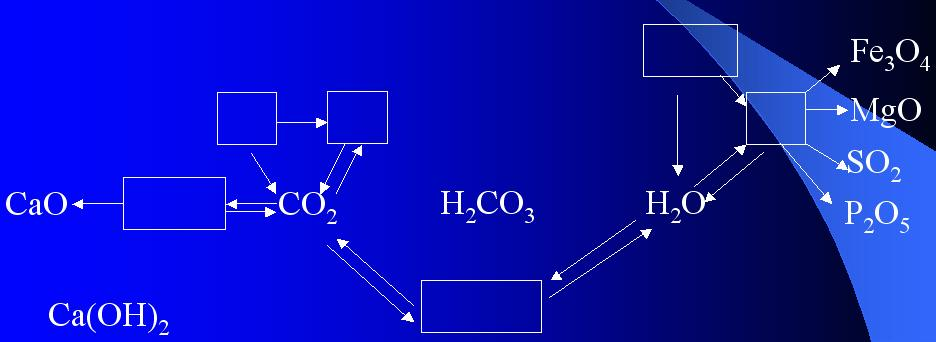 Fe₃O₄
MgO
SO₂
CaO
CO₂
H₂CO₃
H₂O
P₂O₅
Ca(OH)₂